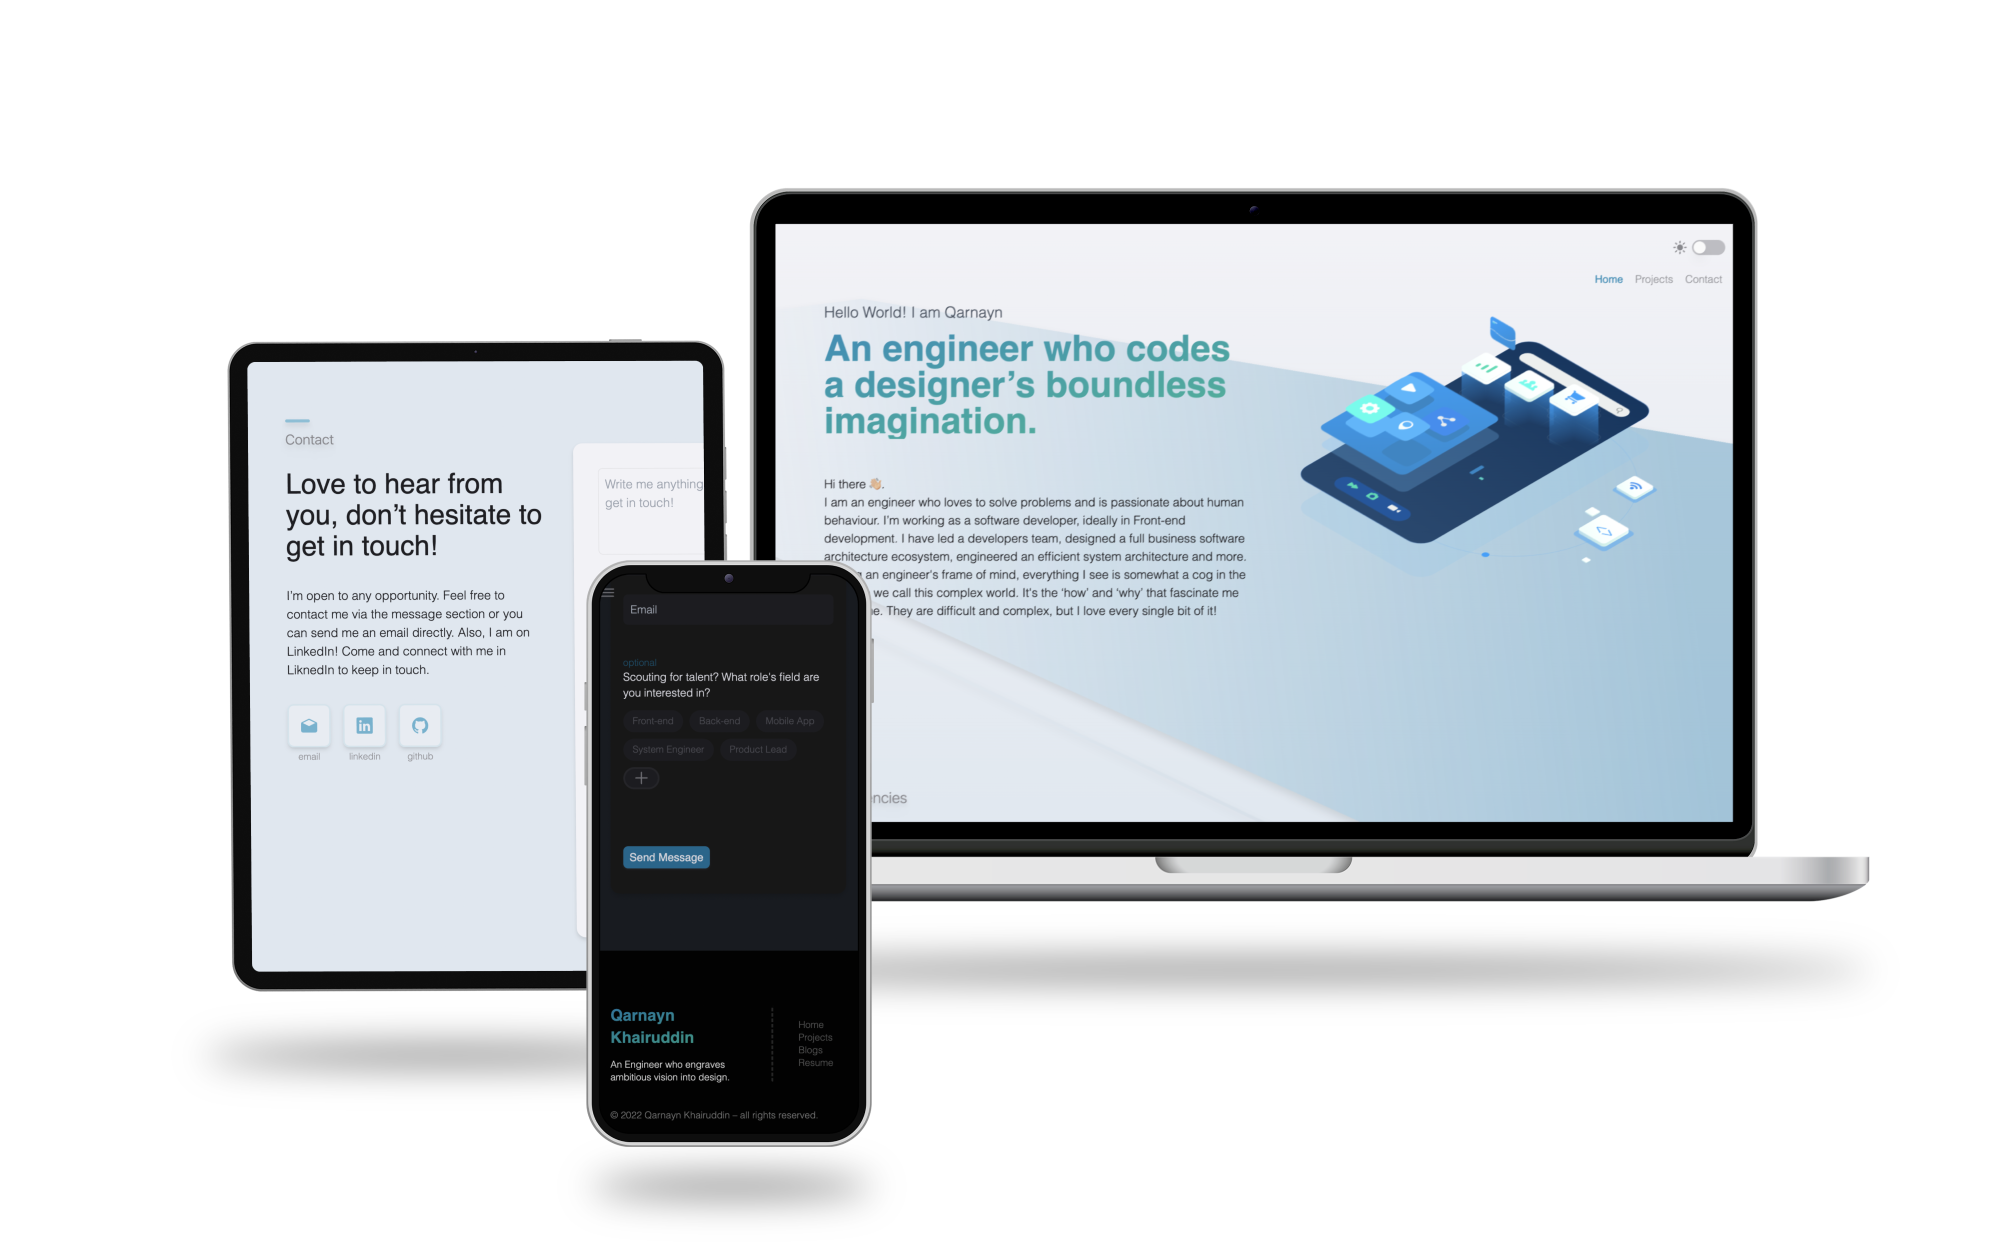 Home Projects Contact
Hello World! I am Qarnayn
An engineer who codes
a designer’s boundless
imagination.
Hi there 👋🏼.
I am an engineer who loves to solve problems and is passionate about human
behaviour. I’m working as a software developer, ideally in Front-end
development. I have led a developers team, designed a full business software
architecture ecosystem, engineered an efficient system architecture and more.
an engineer’s frame of mind, everything I see is somewhat a cog in the
we call this complex world. It’s the ‘how’ and ‘why’ that fascinate me
They are difficult and complex, but I love every single bit of it!
Contact
Love to hear from
you, don’t hesitate to
get in touch!
I’m open to any opportunity. Feel free to
contact me via the message section or you
can send me an email directly. Also, I am on
LinkedIn! Come and connect with me in
LiknedIn to keep in touch.
email linkedin github
Write me anything
get in touch!
Email
optional
Scouting for talent? What role's field are
you interested in?
Front-end Back-end Mobile App
System Engineer Product Lead
Send Message
Qarnayn
Khairuddin
An Engineer who engraves
ambitious vision into design.
Home
Projects
Blogs
Resume
© 2022 Qarnayn Khairuddin – all rights reserved.